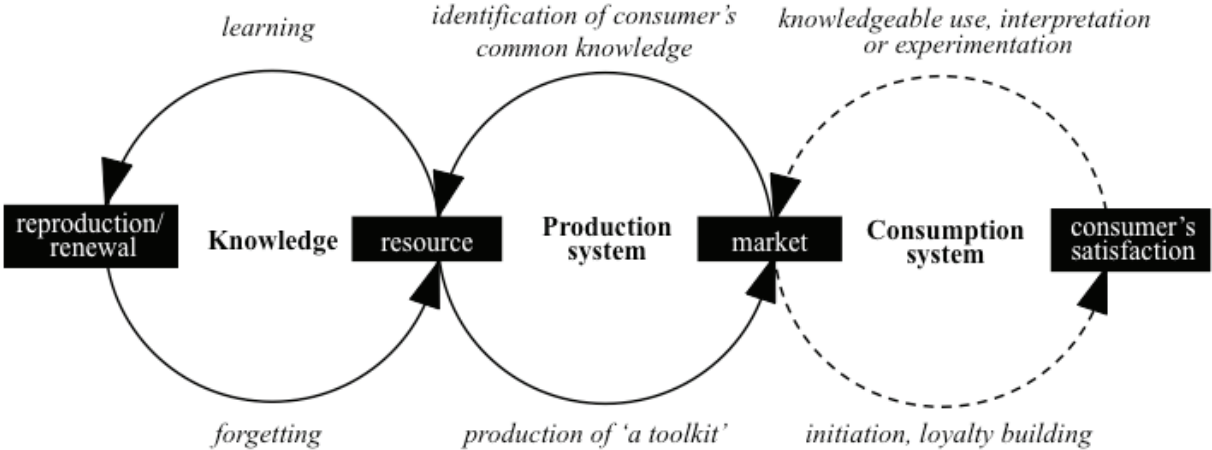 learning
identification of consumer's
common knowledge
knowledgeable use, interpretation
or experimentation
reproduction/
renewal
Knowledge
resource
Production
system
market
Consumption
system
consumer's
satisfaction
forgetting
production of ‘a toolkit’
initiation, loyalty building